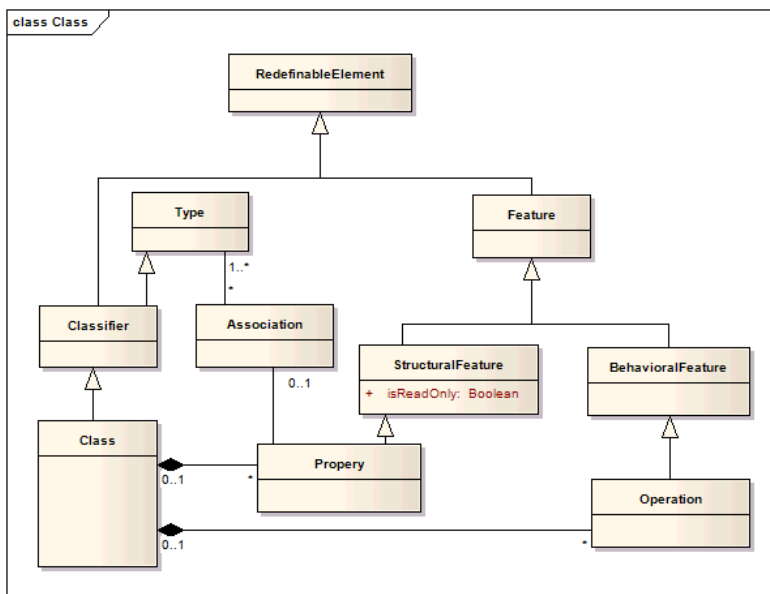 class Class
RedefinableElement
Type
Feature
1..*
*
Classifier
Association
StructuralFeature
+ isReadOnly: Boolean
BehavioralFeature
0..1
Class
Propery
0..1
*
Operation
0..1
*